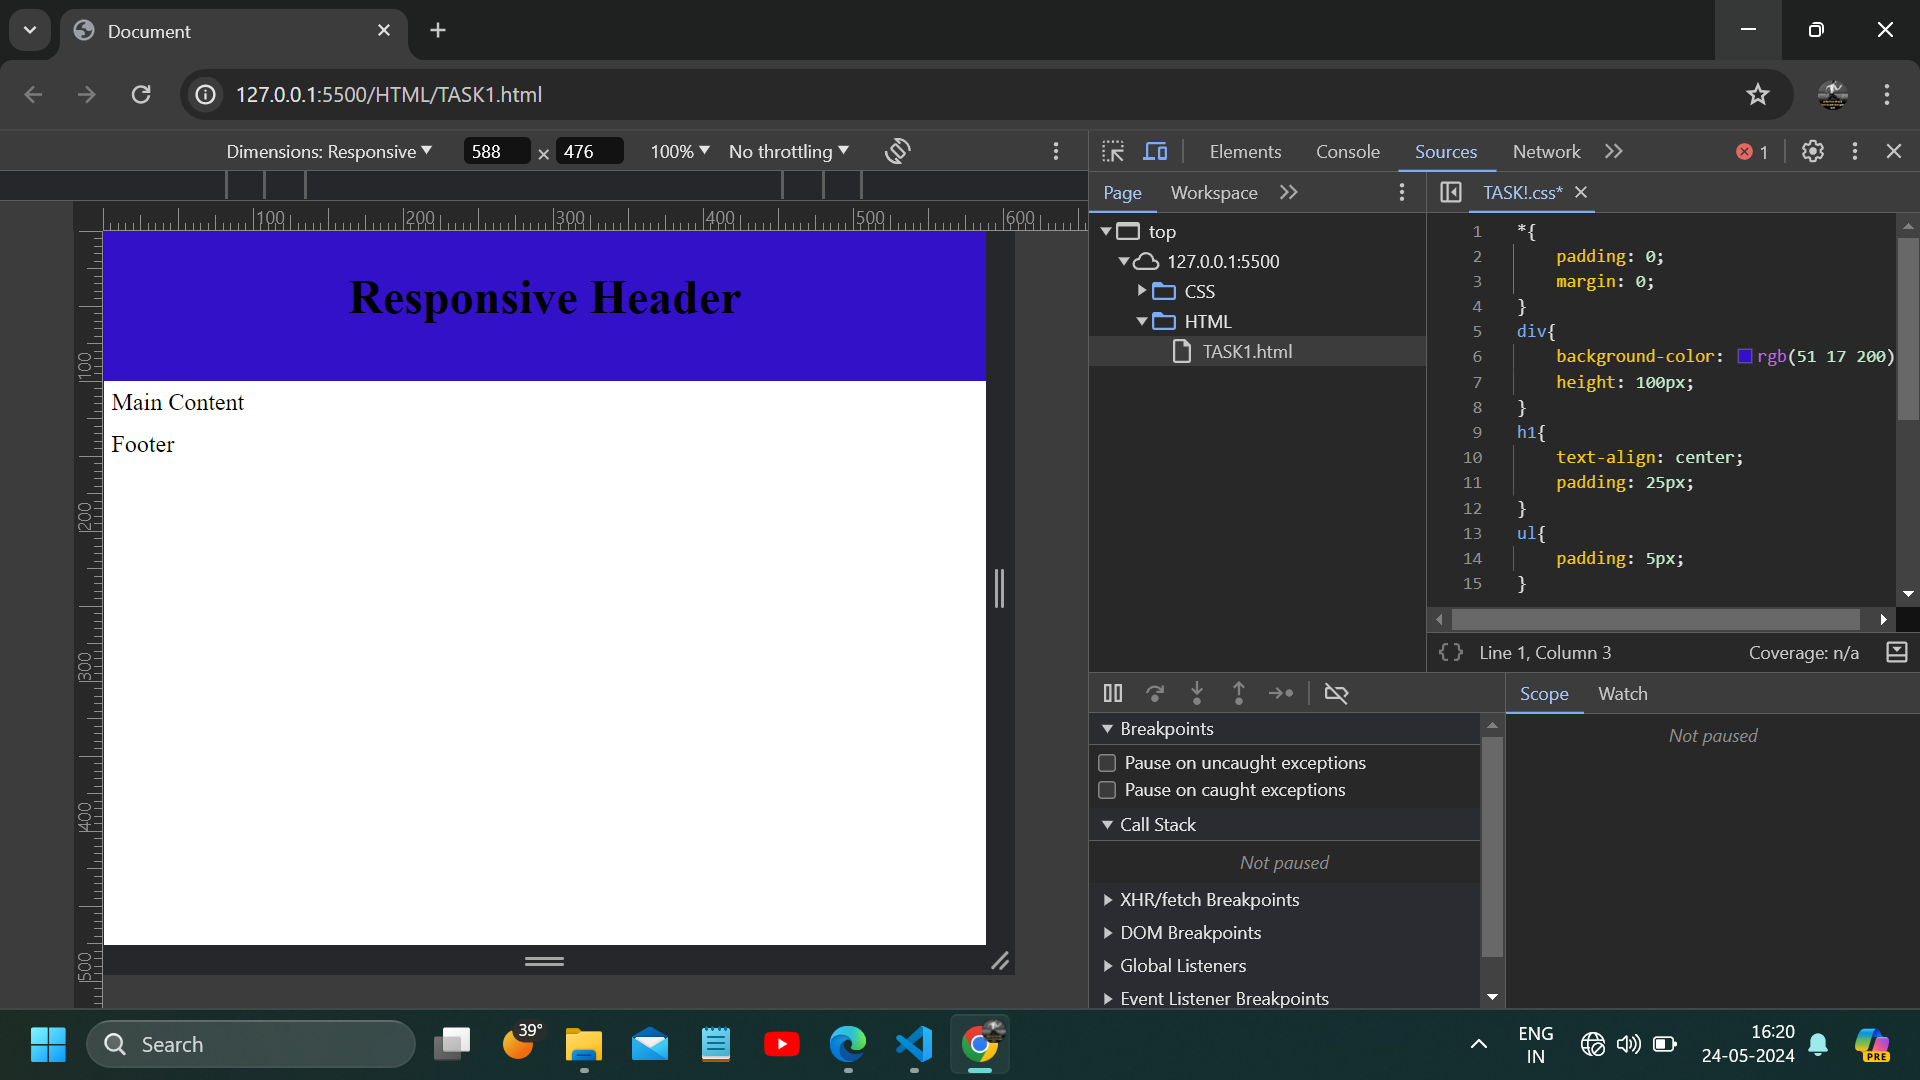 Document
127.0.0.1:5500/HTML/TASK1.html
Dimensions: Responsive 588 × 476 100% No throttling
Elements Console Sources Network 1
Page Workspace
TASK!.css*
100 200 300 400 500 600
100
200
300
400
500
Responsive Header
Main Content
Footer
top
127.0.0.1:5500
CSS
HTML
TASK1.html
1 *{
2 padding: 0;
3 margin: 0;
4 }
5 div{
6 background-color: rgb(51 17 200)
7 height: 100px;
8 }
9 h1{
10 text-align: center;
11 padding: 25px;
12 }
13 ul{
14 padding: 5px;
15 }
{} Line 1, Column 3 Coverage: n/a
Scope Watch
Not paused
Breakpoints
Pause on uncaught exceptions
Pause on caught exceptions
Call Stack
Not paused
XHR/fetch Breakpoints
DOM Breakpoints
Global Listeners
Event Listener Breakpoints
Search
39°
ENG
IN
16:20
24-05-2024
PRE